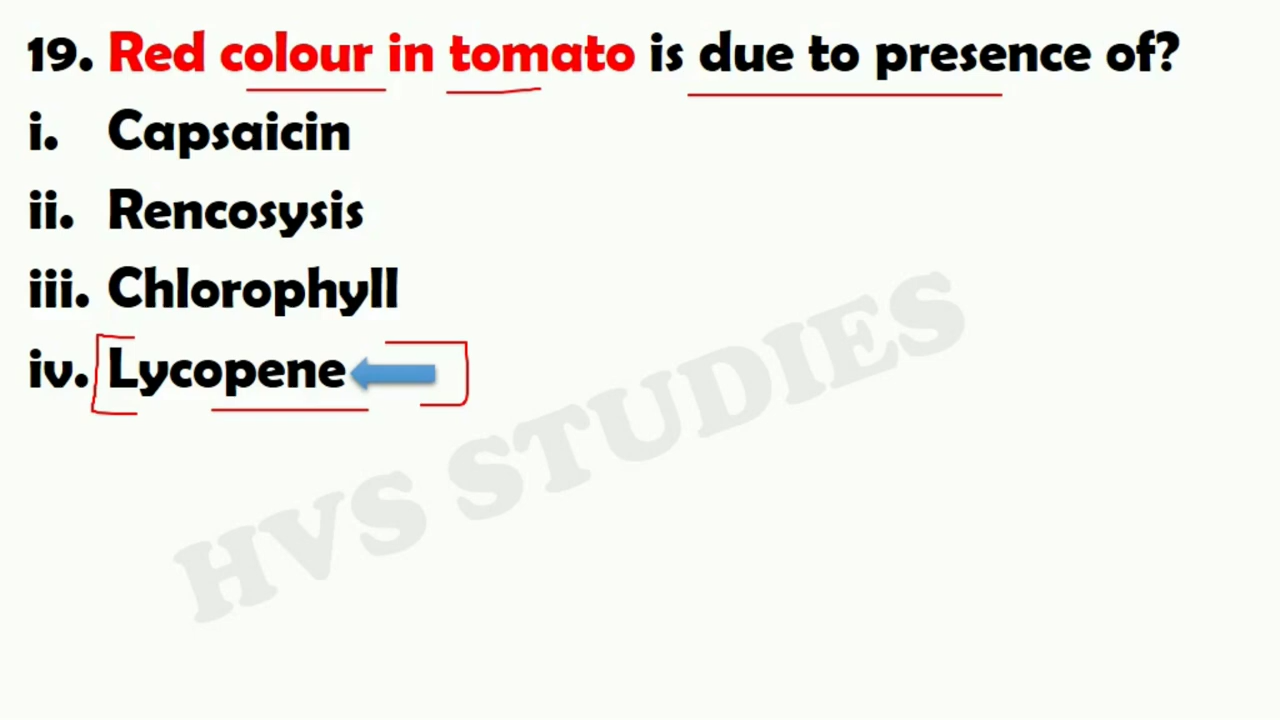 19. Red colour in tomato is due to presence of?
i. Capsaicin
ii. Rencosysis
iii. Chlorophyll
iv. Lycopene
HVS STUDIES